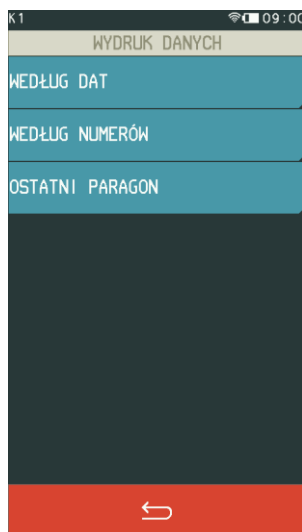 K1 09:00
WYDRUK DANYCH
WEDŁUG DAT
WEDŁUG NUMERÓW
OSTATNI PARAGON